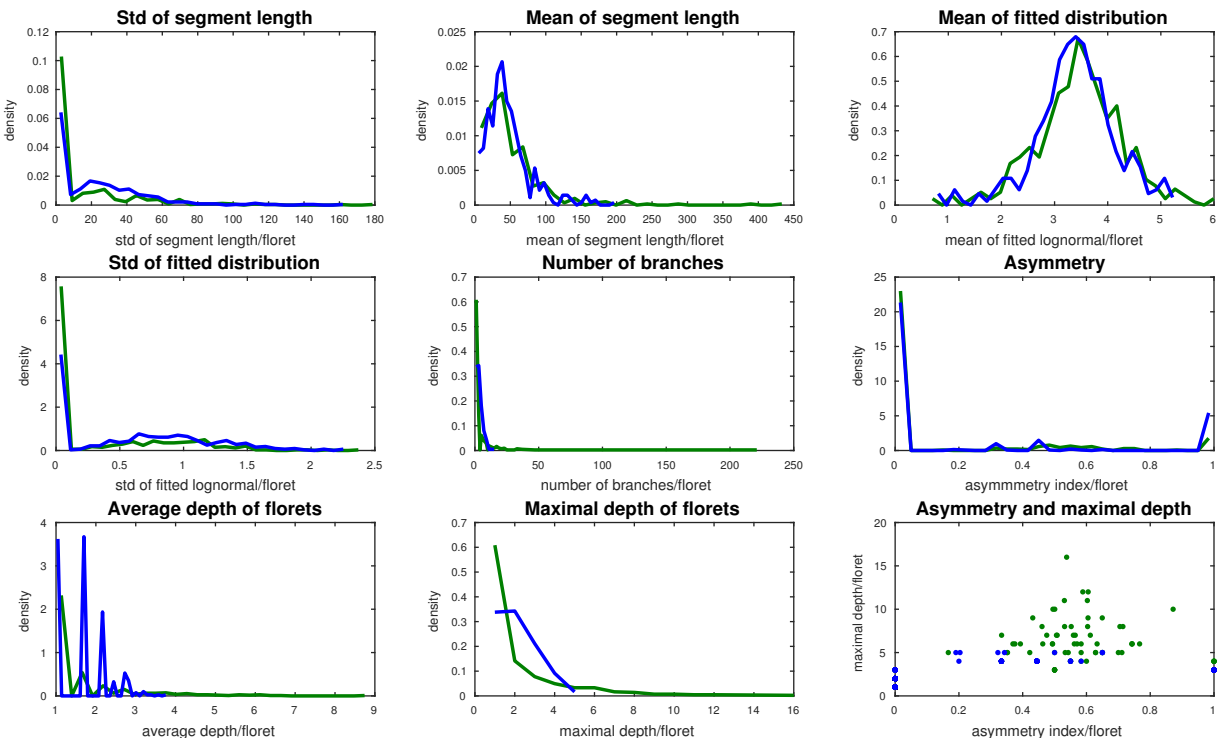 Std of segment length
Mean of segment length
Mean of fitted distribution
0.12
0.1
0.08
0.06
0.04
0.02
0
density
0 20 40 60 80 100 120 140 160 180
std of segment length/floret
0.025
0.02
0.015
0.01
0.005
0
density
0 50 100 150 200 250 300 350 400 450
mean of segment length/floret
0.7
0.6
0.5
0.4
0.3
0.2
0.1
0
density
1 2 3 4 5 6
mean of fitted lognormal/floret
Std of fitted distribution
Number of branches
Asymmetry
8
6
4
2
0
density
0 0.5 1 1.5 2 2.5
std of fitted lognormal/floret
0.7
0.6
0.5
0.4
0.3
0.2
0.1
0
density
0 50 100 150 200 250
number of branches/floret
25
20
15
10
5
0
density
0 0.2 0.4 0.6 0.8 1
asymmmetry index/floret
Average depth of florets
Maximal depth of florets
Asymmetry and maximal depth
4
3
2
1
0
density
1 2 3 4 5 6 7 8 9
average depth/floret
0.7
0.6
0.5
0.4
0.3
0.2
0.1
0
density
0 2 4 6 8 10 12 14 16
maximal depth/floret
20
15
10
5
0
maximal depth/floret
0 0.2 0.4 0.6 0.8 1
asymmetry index/floret